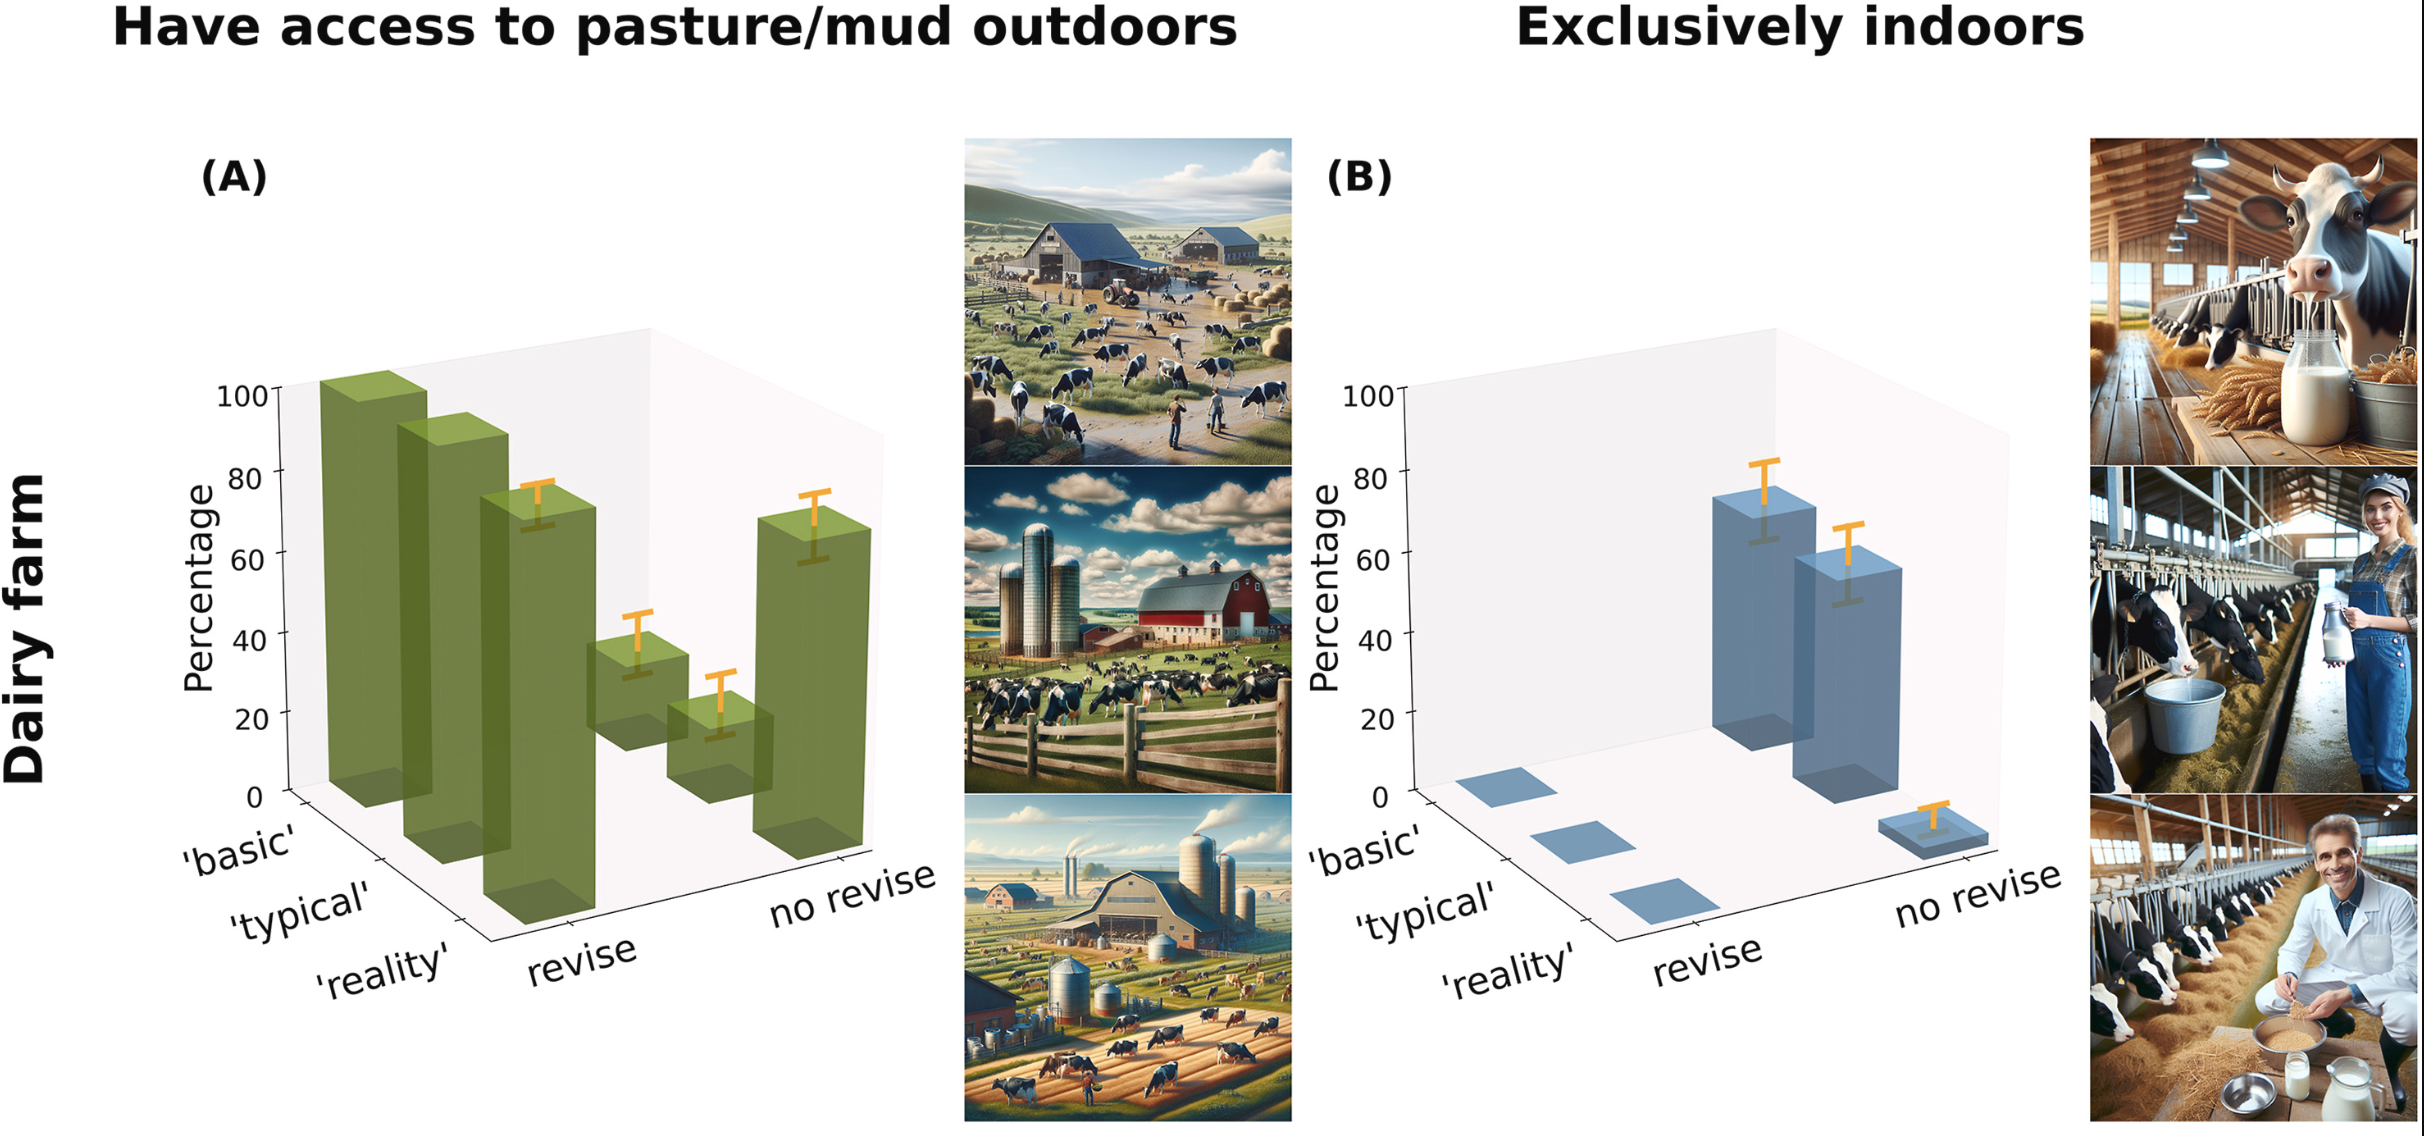 Have access to pasture/mud outdoors
Exclusively indoors
Dairy farm
(A)
Percentage
100
80
60
40
20
0
'basic'
'typical'
'reality'
revise
no revise
(B)
Percentage
100
80
60
40
20
0
'basic'
'typical'
'reality'
revise
no revise